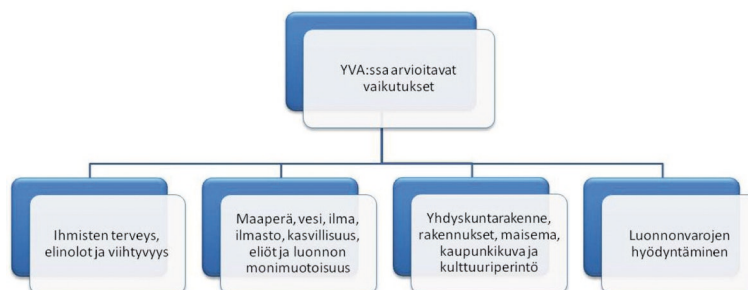 YVA:ssa arvioitavat
vaikutukset
Ihmisten terveys,
elinolot ja viihtyvyys
Maaperä, vesi, ilma,
ilmasto, kasvillisuus,
eliöt ja luonnon
monimuotoisuus
Yhdyskuntarakenne,
rakennukset, maisema,
kaupunkikuva ja
kulttuuriperintö
Luonnonvarojen
hyödyntäminen